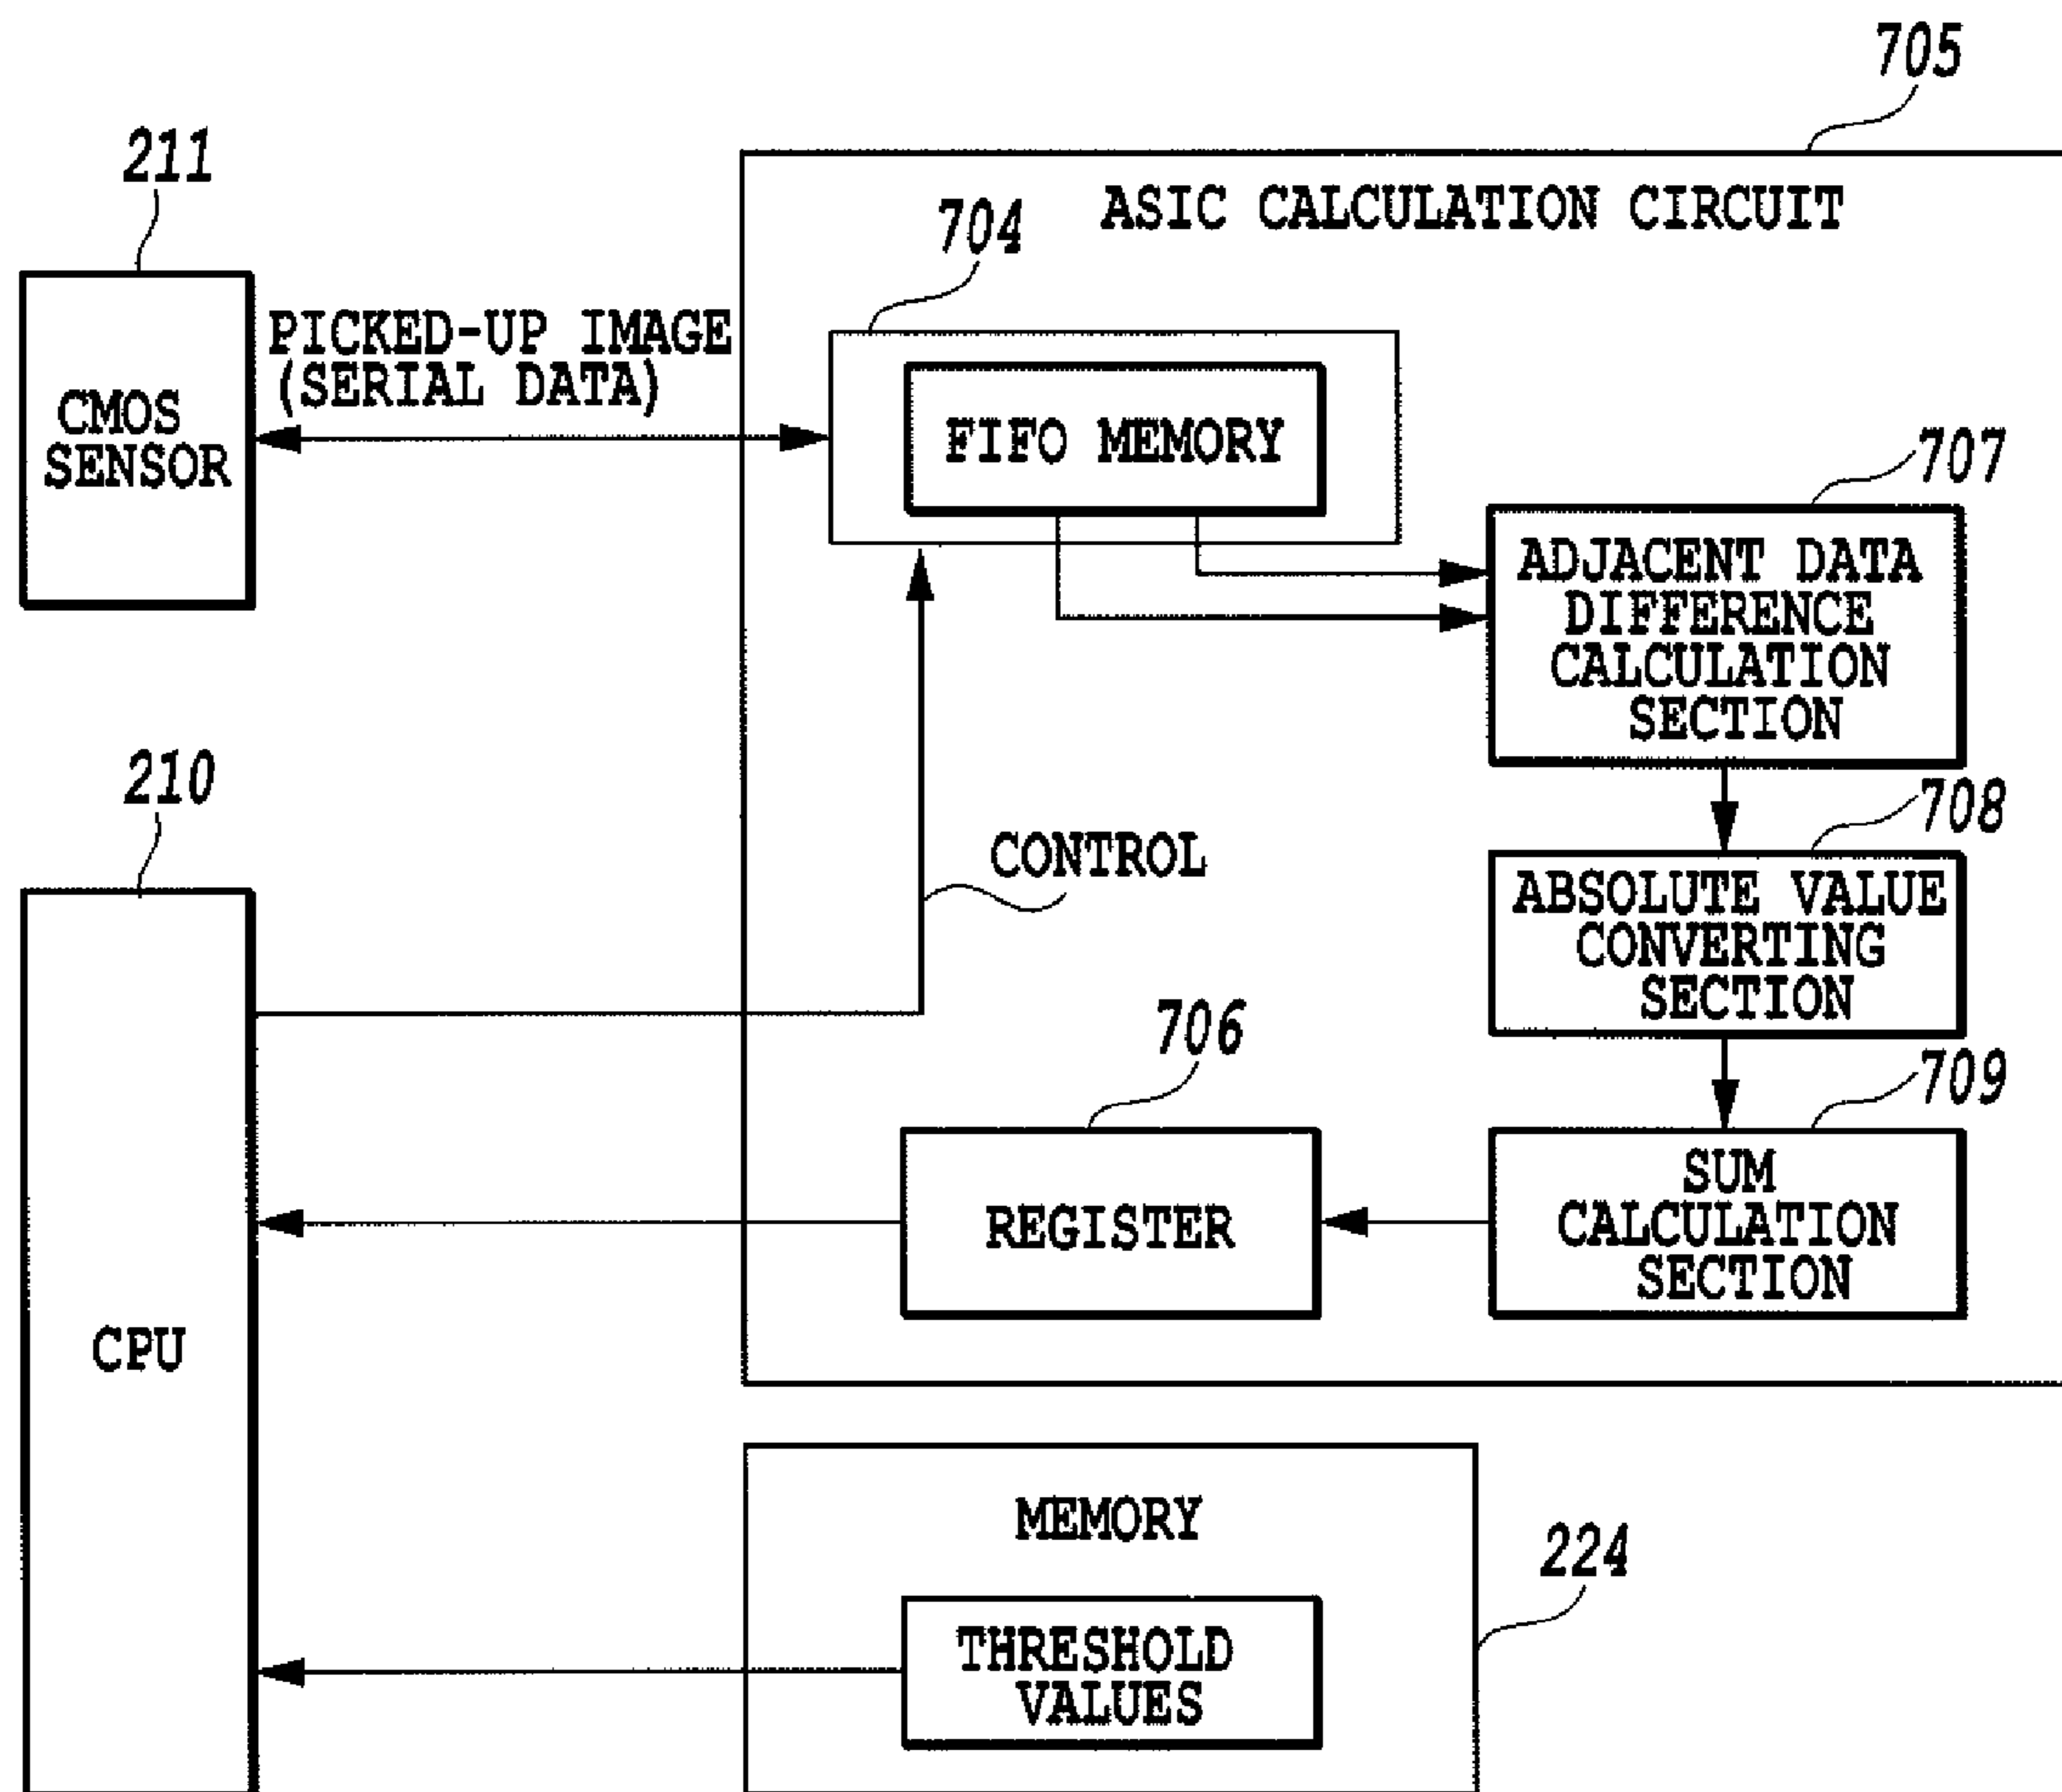 705
ASIC CALCULATION CIRCUIT
211
704
PICKED-UP IMAGE
(SERIAL DATA)
CMOS
SENSOR
FIFO MEMORY
707
ADJACENT DATA
DIFFERENCE
CALCULATION
SECTION
210
708
CONTROL
ABSOLUTE VALUE
CONVERTING
SECTION
706
709
REGISTER
SUM
CALCULATION
SECTION
CPU
MEMORY
224
THRESHOLD
VALUES